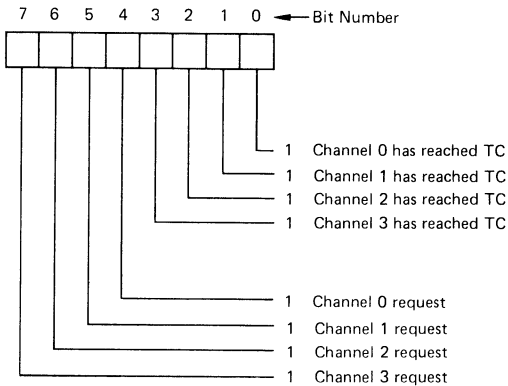 7 6 5 4 3 2 1 0 Bit Number
1 Channel 0 has reached TC
1 Channel 1 has reached TC
1 Channel 2 has reached TC
1 Channel 3 has reached TC
1 Channel 0 request
1 Channel 1 request
1 Channel 2 request
1 Channel 3 request